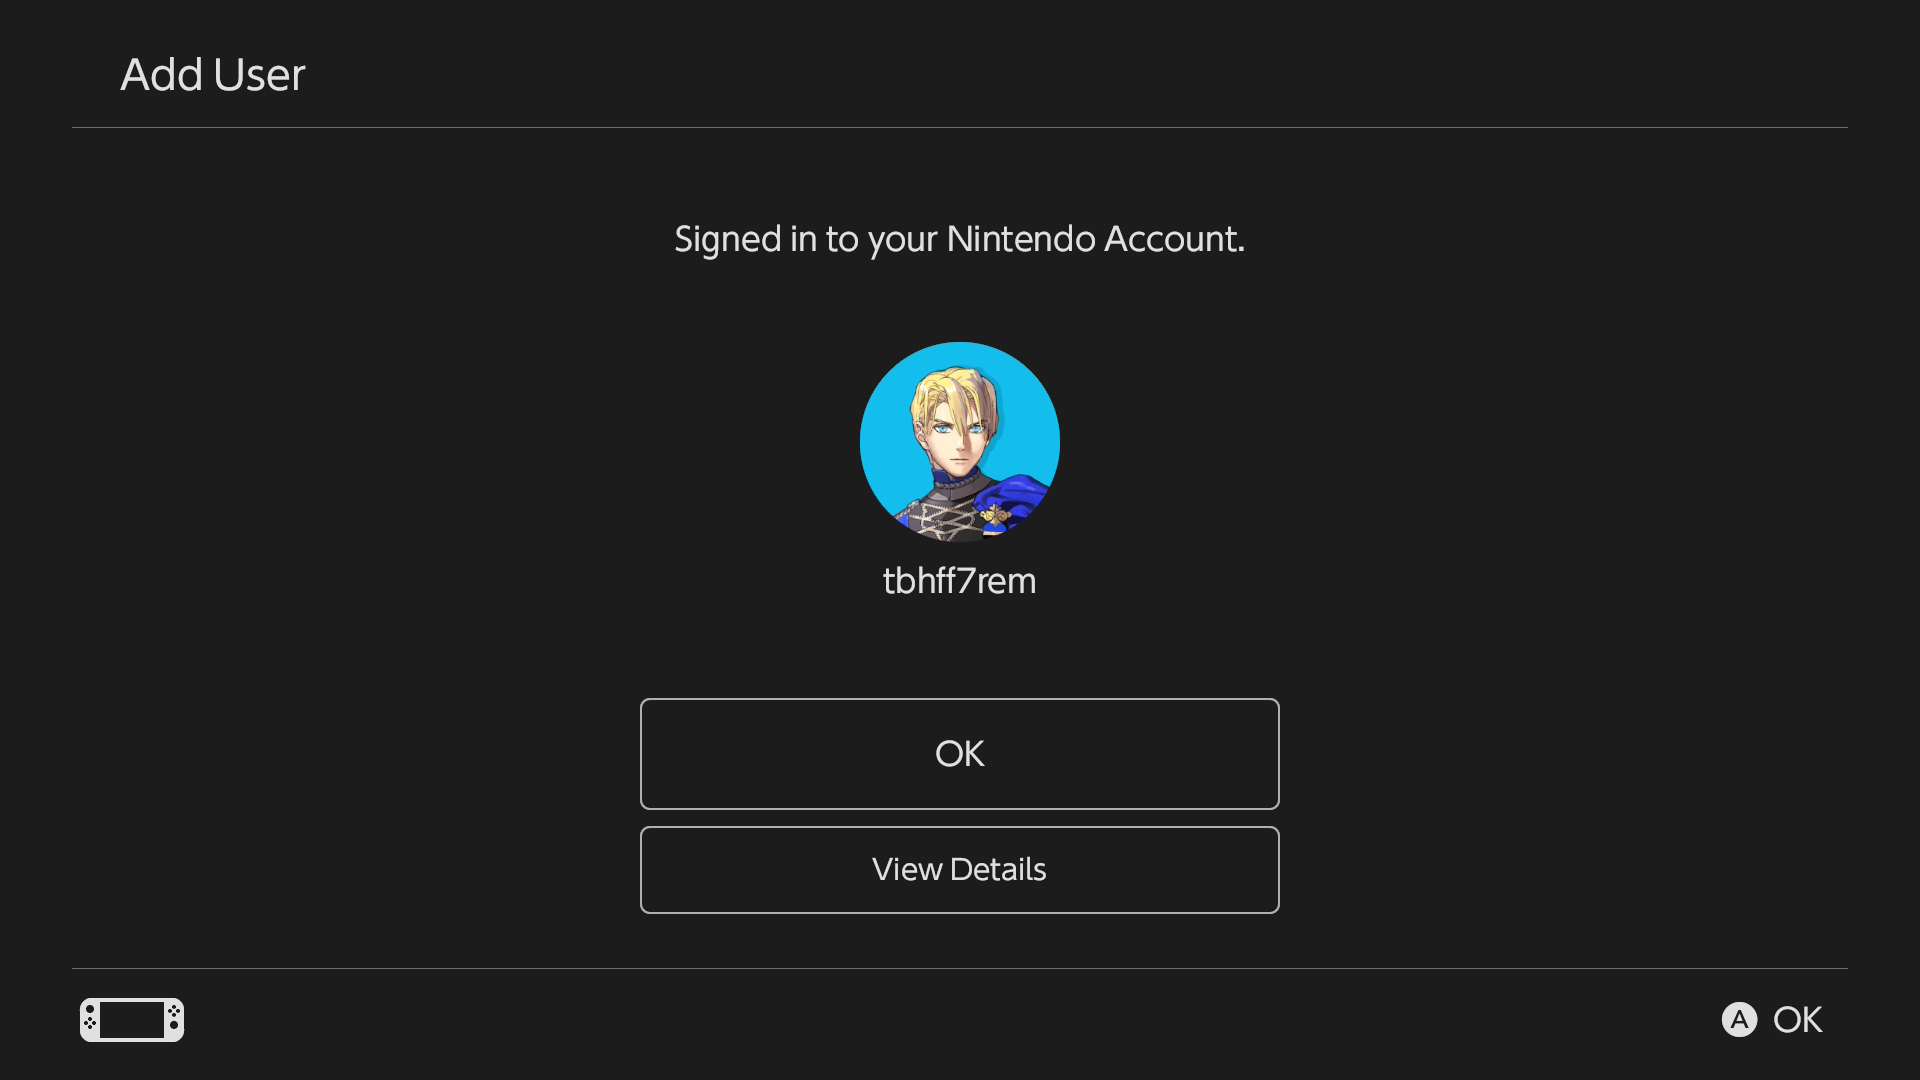 Add User
Signed in to your Nintendo Account.
tbhff7rem
OK
View Details
A OK